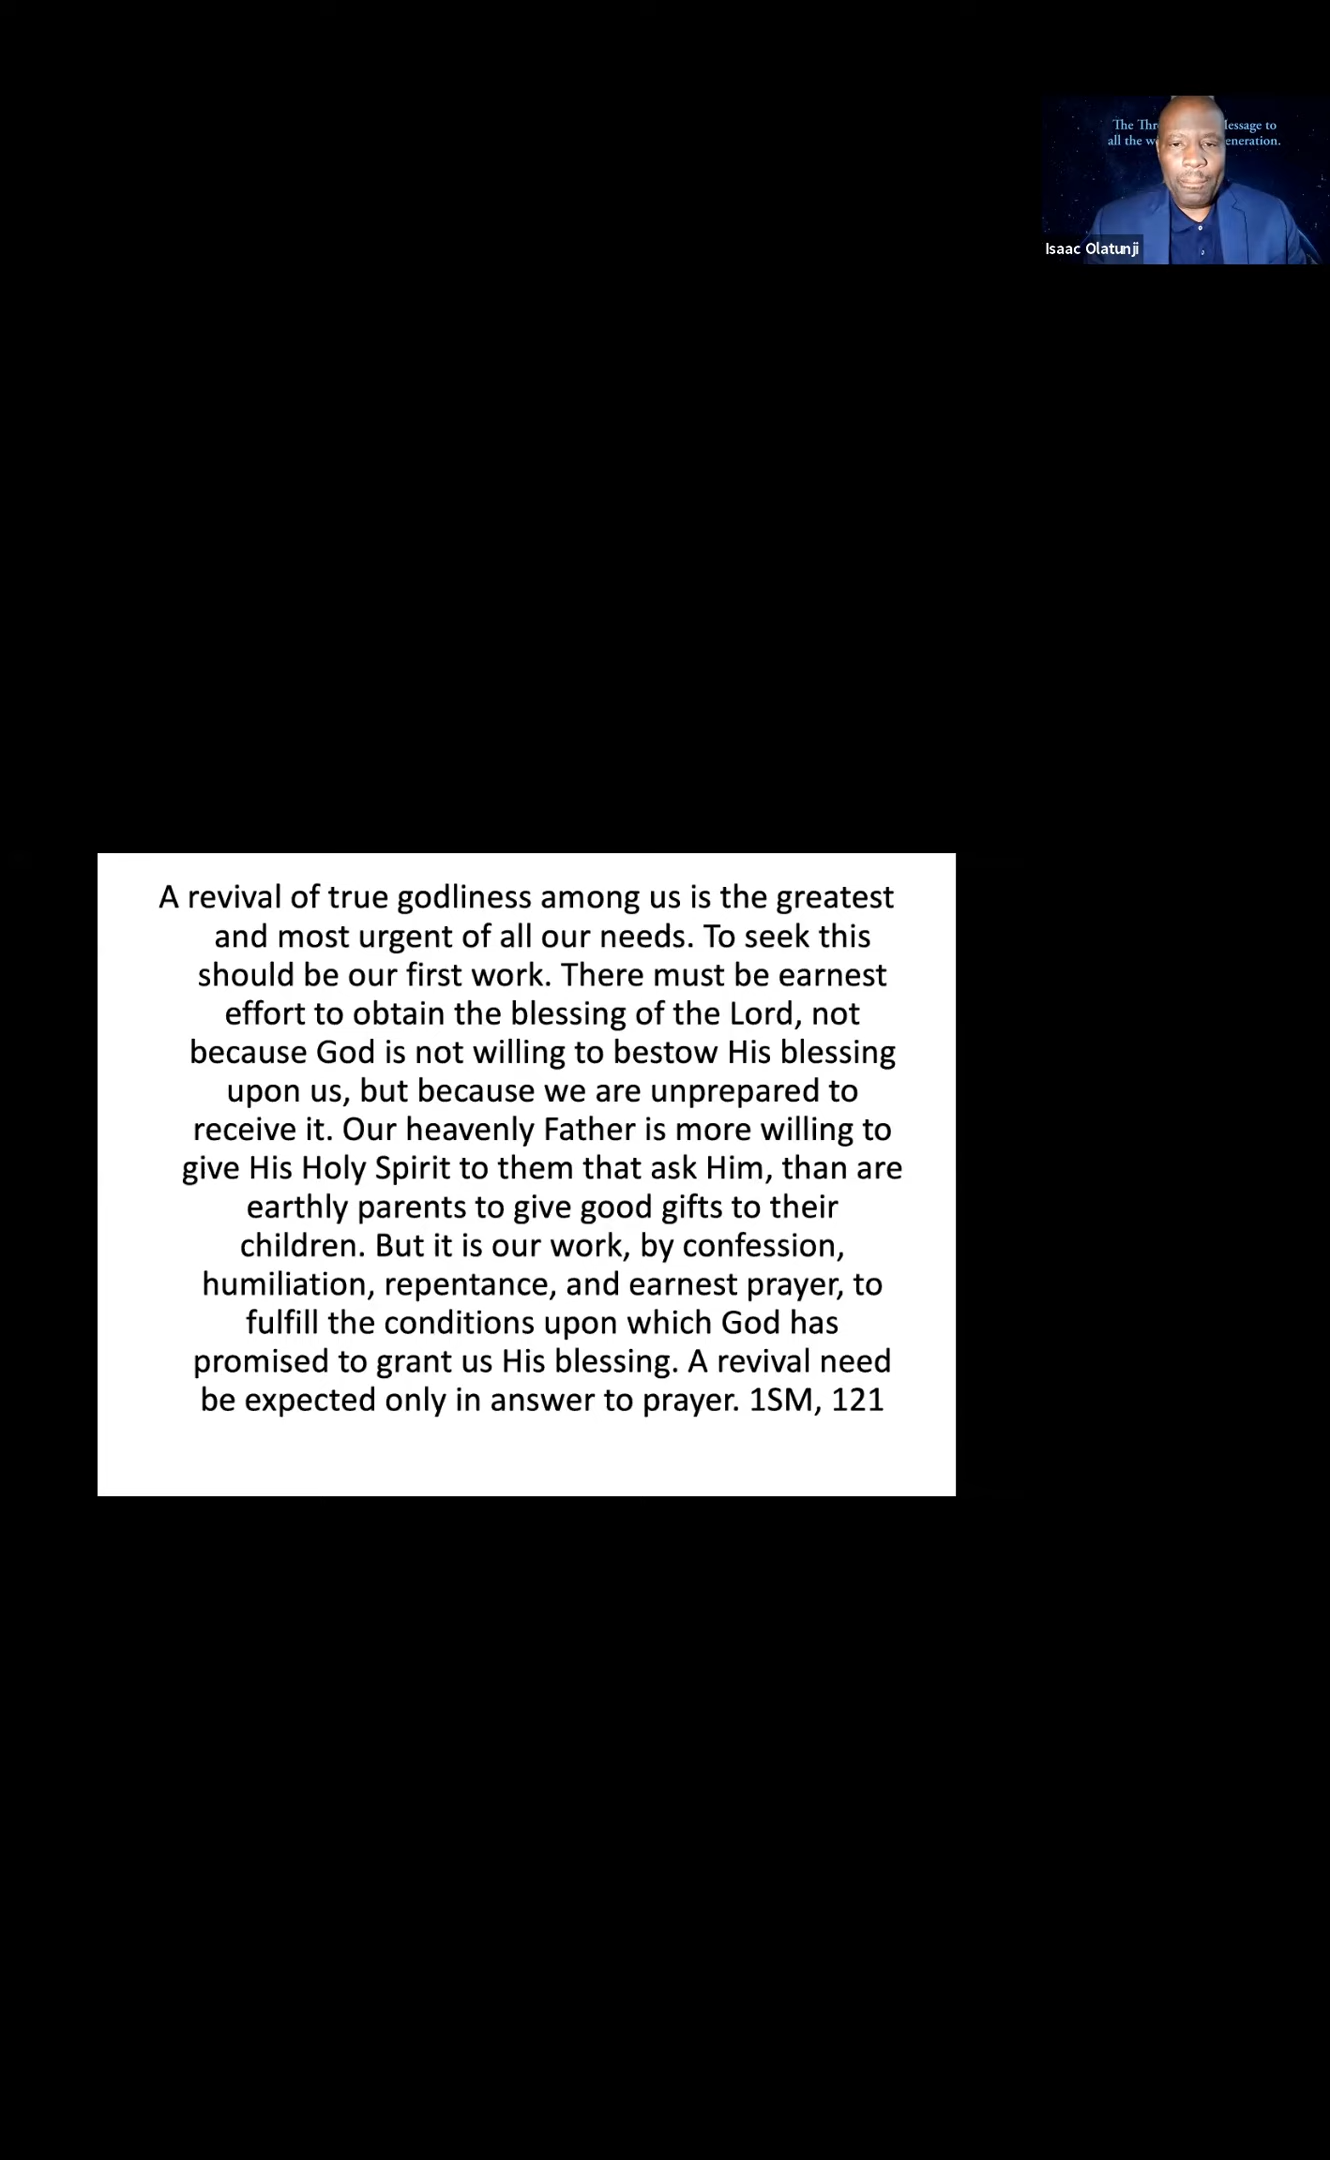 The Thr
essage to
all the w
eneration.
Isaac Olatunji
A revival of true godliness among us is the greatest
and most urgent of all our needs. To seek this
should be our first work. There must be earnest
effort to obtain the blessing of the Lord, not
because God is not willing to bestow His blessing
upon us, but because we are unprepared to
receive it. Our heavenly Father is more willing to
give His Holy Spirit to them that ask Him, than are
earthly parents to give good gifts to their
children. But it is our work, by confession,
humiliation, repentance, and earnest prayer, to
fulfill the conditions upon which God has
promised to grant us His blessing. A revival need
be expected only in answer to prayer. 1SM, 121